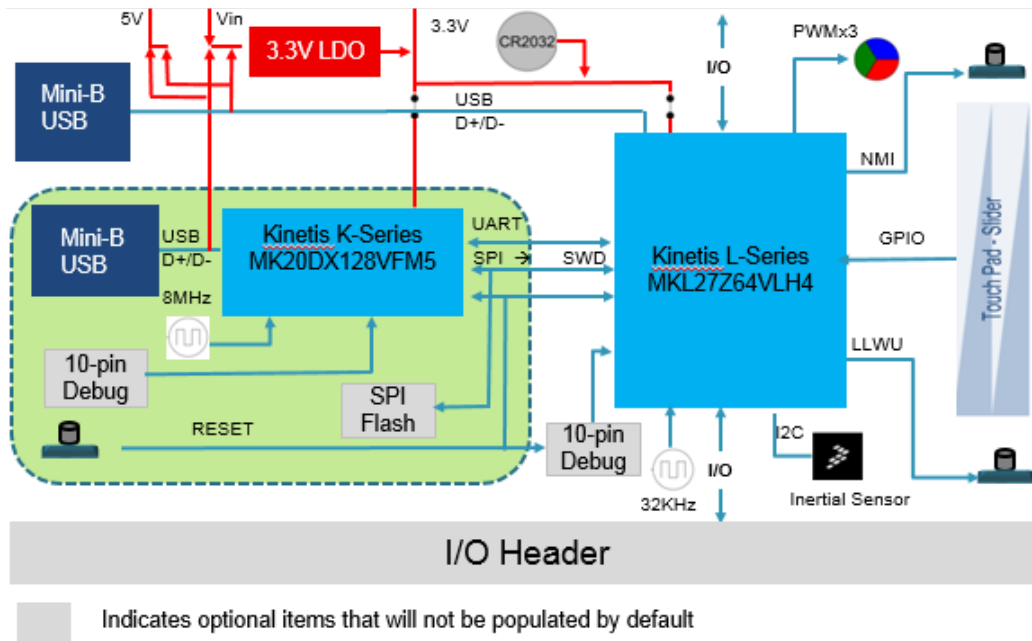 5V
Vin
3.3V LDO
3.3V
CR2032
I/O
PWMx3
Mini-B
USB
USB
D+/D-
NMI
Mini-B
USB
USB
D+/D-
Kinetis K-Series
MK20DX128VFM5
UART
SPI
SWD
Kinetis L-Series
MKL27Z64VLH4
GPIO
Touch Pad - Slider
8MHz
10-pin
Debug
SPI
Flash
LLWU
RESET
10-pin
Debug
32KHz
I/O
I2C
Inertial Sensor
I/O Header
Indicates optional items that will not be populated by default